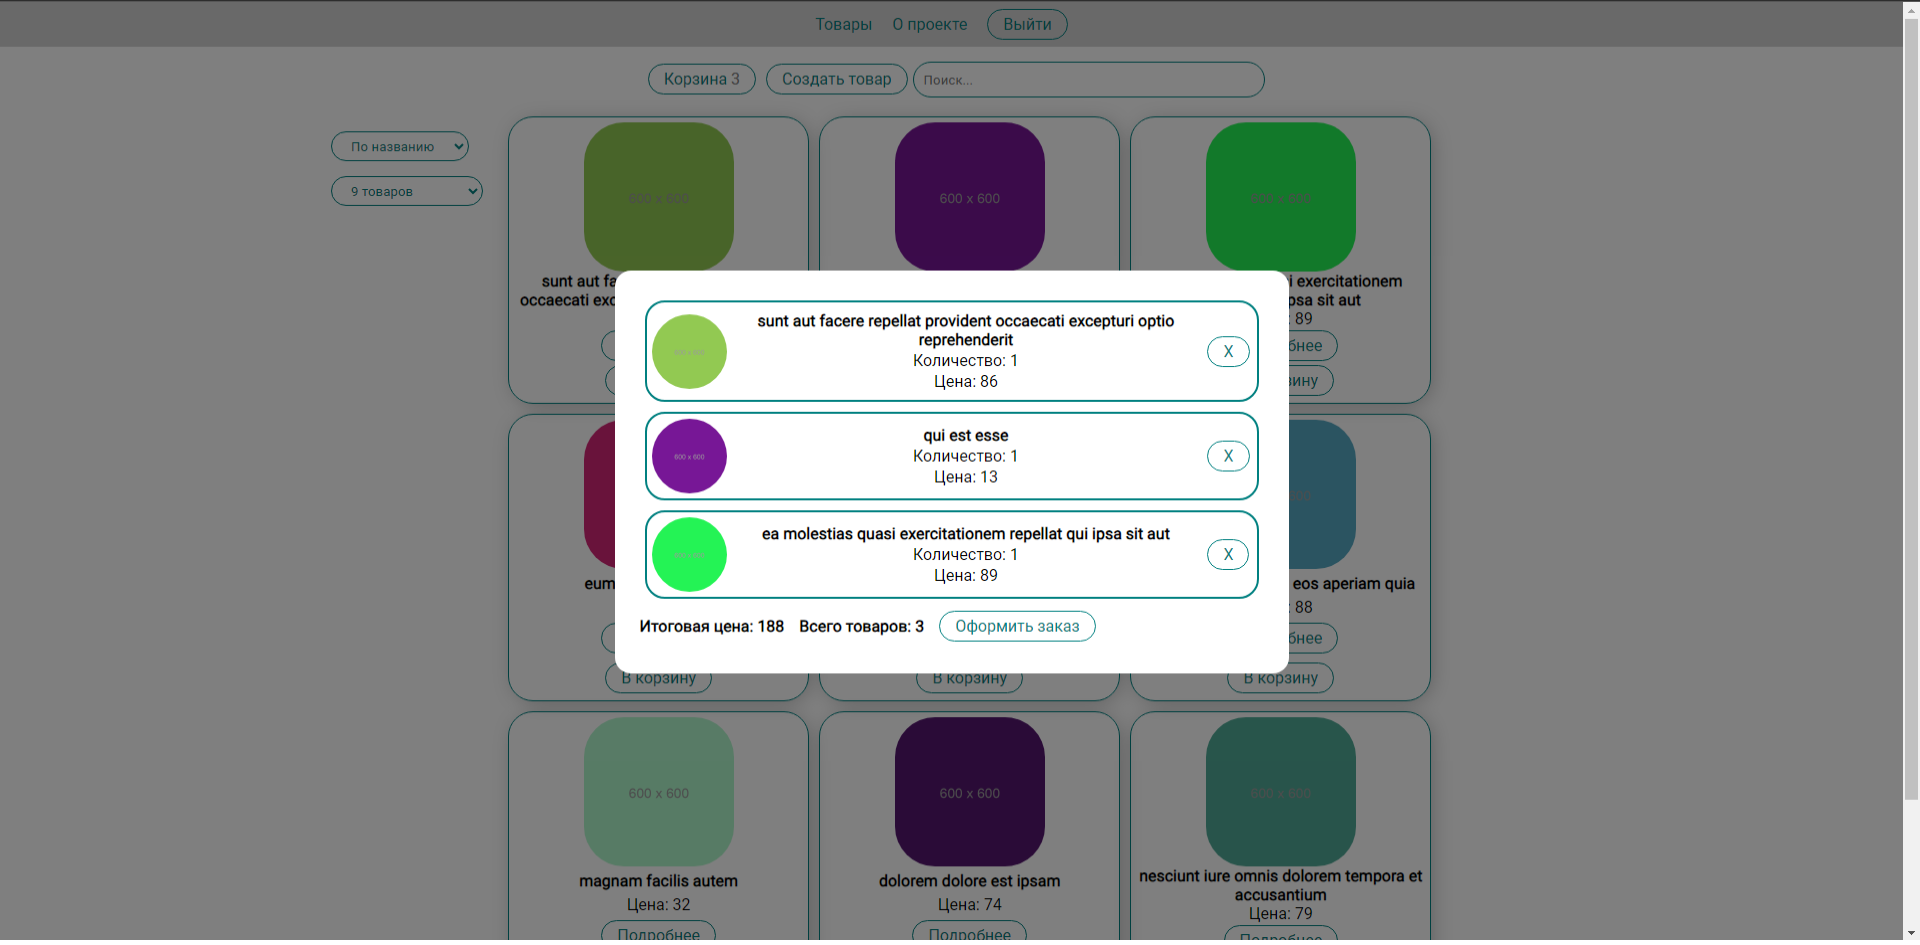 Товары О проекте Выйти
Корзина 3 Создать товар Поиск...
По названию
9 товаров
600 x 600 600 x 600 600 x 600
sunt aut fa
occaecati exc
i exercitationem
psa sit aut
: 89
бнее
зину
sunt aut facere repellat provident occaecati excepturi optio
reprehenderit
Количество: 1
Цена: 86
X
600 x 600
qui est esse
Количество: 1
Цена: 13
X
ea molestias quasi exercitationem repellat qui ipsa sit aut
Количество: 1
Цена: 89
X
Итоговая цена: 188 Всего товаров: 3 Оформить заказ
eum
eos aperiam quia
: 88
бнее
В корзину В корзину В корзину
600 x 600 600 x 600 600 x 600
magnam facilis autem
Цена: 32
Подробнее
dolorem dolore est ipsam
Цена: 74
Подробнее
nesciunt iure omnis dolorem tempora et
accusantium
Цена: 79
Подробнее